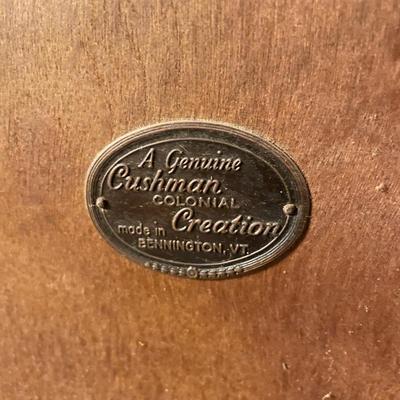 A Genuine
Cushman
COLONIAL
Creation
made in
BENNINGTON, VT.